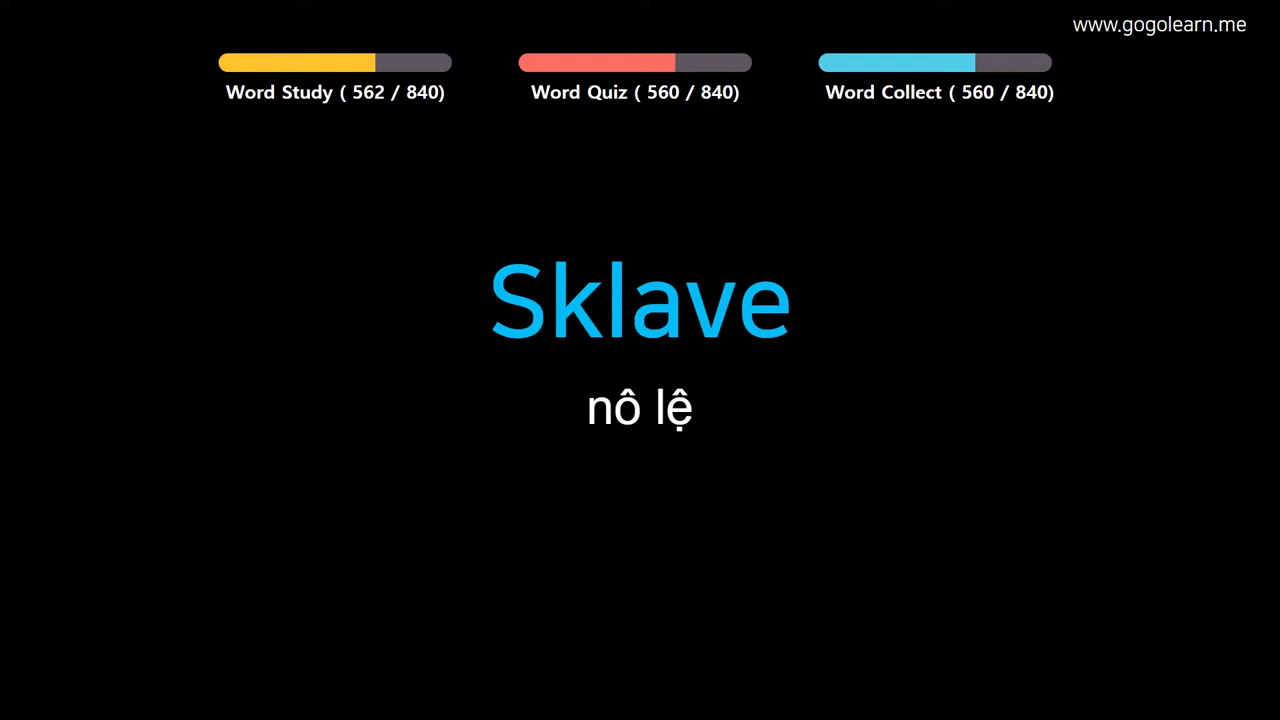 www.gogolearn.me
Word Study ( 562 / 840)
Word Quiz ( 560 / 840)
Word Collect ( 560 / 840)
Sklave
nô lệ